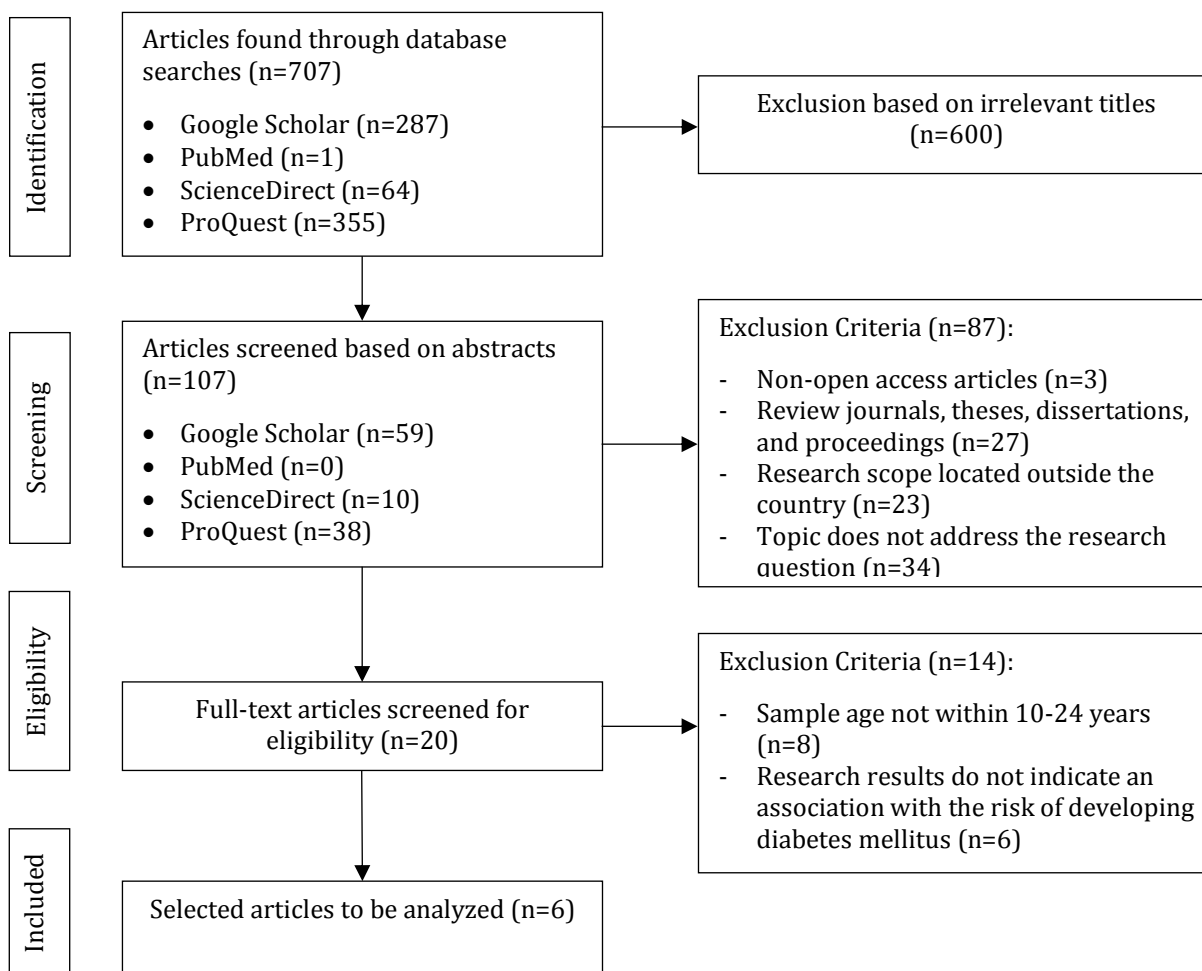 Identification
Articles found through database
searches (n=707)
• Google Scholar (n=287)
• PubMed (n=1)
• ScienceDirect (n=64)
• ProQuest (n=355)
Exclusion based on irrelevant titles
(n=600)
Screening
Articles screened based on abstracts
(n=107)
• Google Scholar (n=59)
• PubMed (n=0)
• ScienceDirect (n=10)
• ProQuest (n=38)
Exclusion Criteria (n=87):
- Non-open access articles (n=3)
- Review journals, theses, dissertations,
and proceedings (n=27)
- Research scope located outside the
country (n=23)
- Topic does not address the research
question (n=34)
Eligibility
Full-text articles screened for
eligibility (n=20)
Exclusion Criteria (n=14):
- Sample age not within 10-24 years
(n=8)
- Research results do not indicate an
association with the risk of developing
diabetes mellitus (n=6)
Included
Selected articles to be analyzed (n=6)